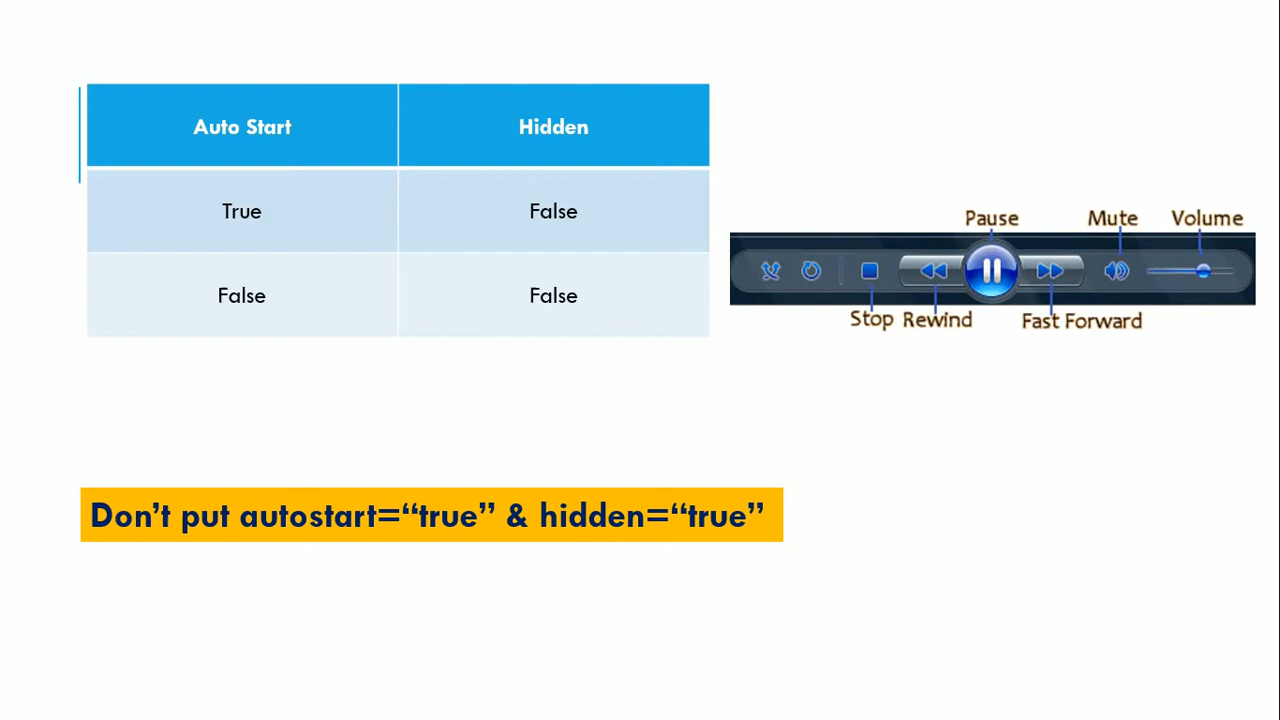 Auto Start Hidden
True False
False False
Pause Mute Volume
Stop Rewind Fast Forward
Don’t put autostart=“true” & hidden=“true”